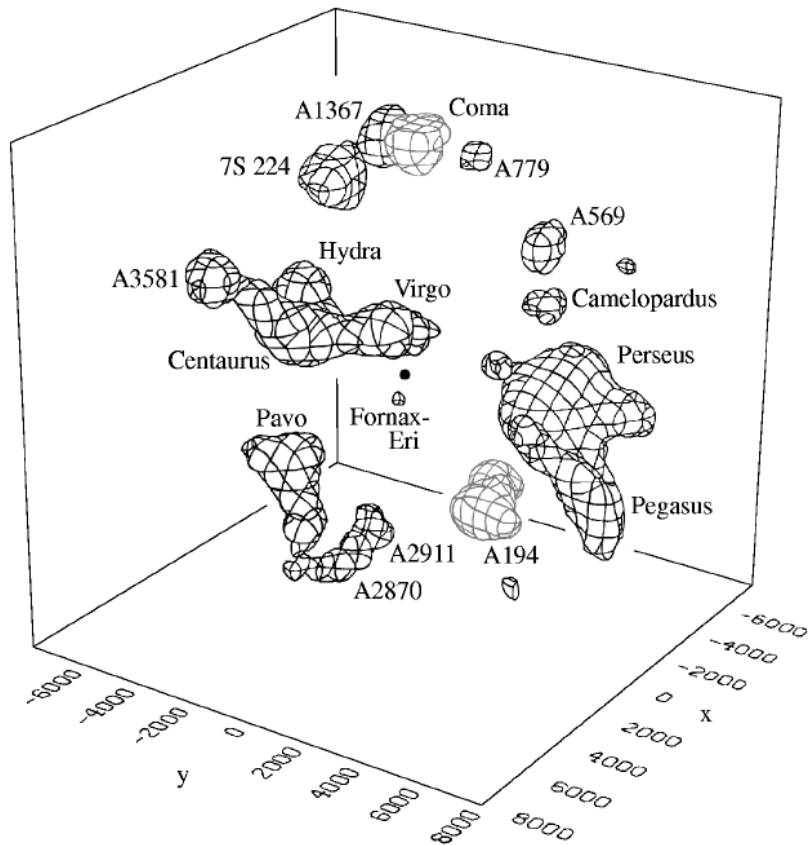 Coma
A1367
7S 224
A779
A569
Hydra
A3581
Virgo
Camelopardus
Centaurus
Perseus
Pavo
Fornax-
Eri
Pegasus
A2911
A194
A2870
-6000
-4000
-2000
0
2000
4000
6000
8000
y
-6000
-4000
-2000
0
2000
4000
6000
8000
x